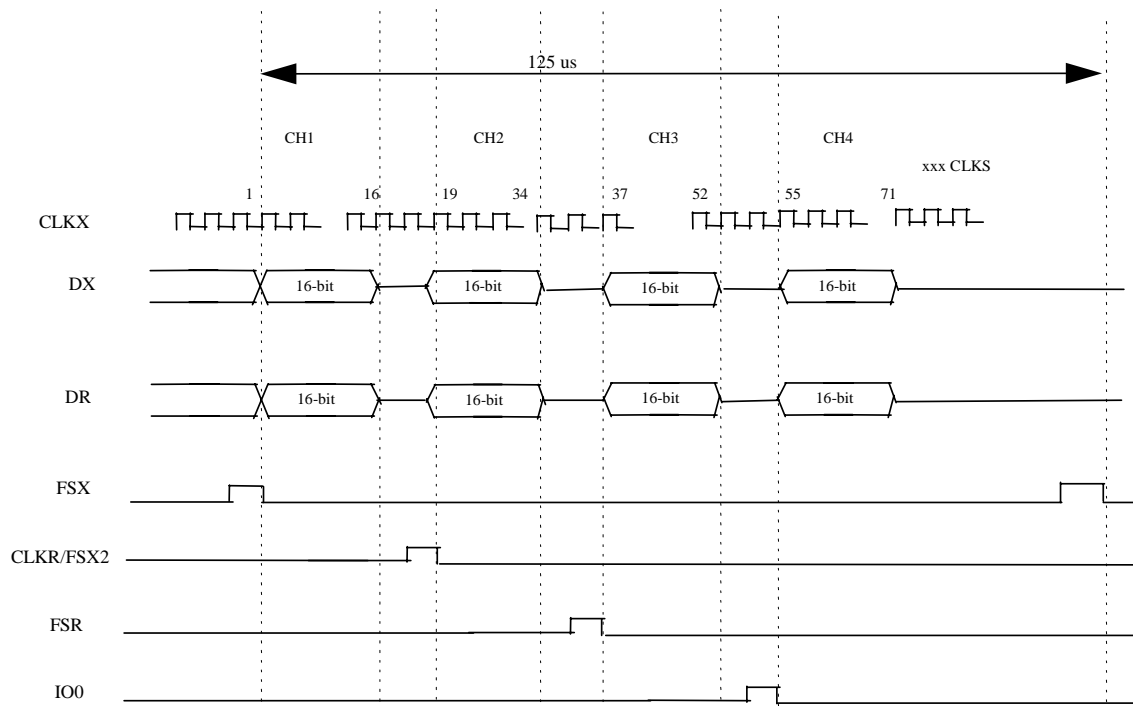 125 us
CH1 CH2 CH3 CH4
xxx CLKS
1 16 19 34 37 52 55 71
CLKX
DX 16-bit 16-bit 16-bit 16-bit
DR 16-bit 16-bit 16-bit 16-bit
FSX
CLKR/FSX2
FSR
IO0